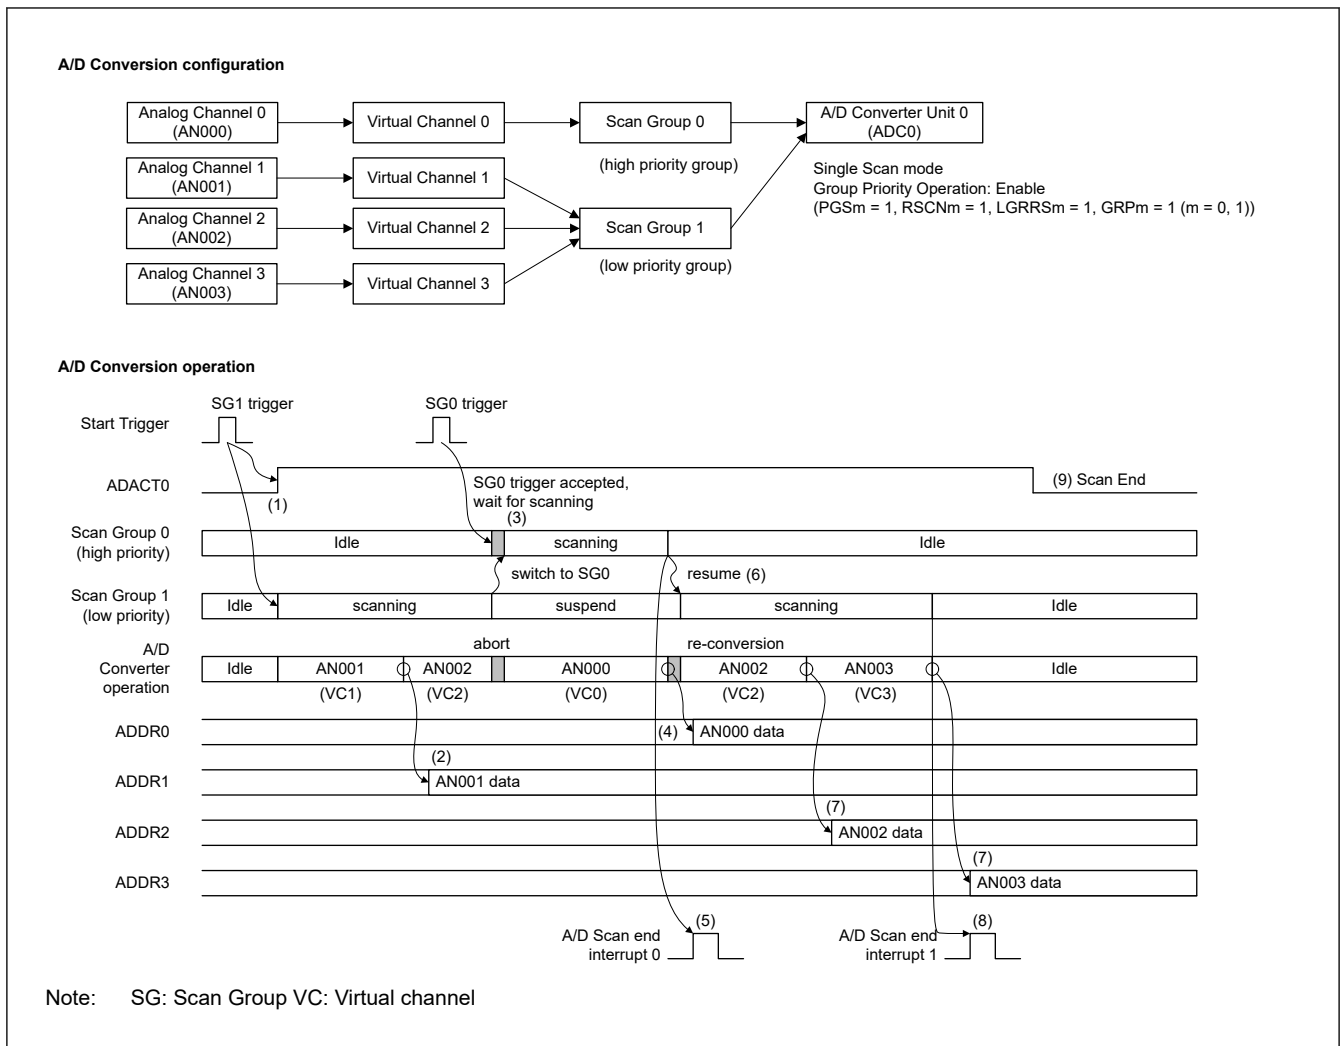 A/D Conversion configuration
Analog Channel 0
(AN000)
Virtual Channel 0
Scan Group 0
A/D Converter Unit 0
(ADC0)
(high priority group)
Analog Channel 1
(AN001)
Virtual Channel 1
Single Scan mode
Group Priority Operation: Enable
(PGSm = 1, RSCNm = 1, LGRRSm = 1, GRPm = 1 (m = 0, 1))
Analog Channel 2
(AN002)
Virtual Channel 2
Scan Group 1
(low priority group)
Analog Channel 3
(AN003)
Virtual Channel 3
A/D Conversion operation
SG1 trigger
SG0 trigger
Start Trigger
ADACT0
(1)
SG0 trigger accepted,
wait for scanning
(3)
(9) Scan End
Scan Group 0
(high priority)
Idle
scanning
Idle
switch to SG0
resume (6)
Scan Group 1
(low priority)
Idle
scanning
suspend
scanning
Idle
abort
re-conversion
A/D
Converter
operation
Idle
AN001
AN002
AN000
AN002
AN003
Idle
(VC1)
(VC2)
(VC0)
(VC2)
(VC3)
ADDR0
(4)
AN000 data
(2)
ADDR1
AN001 data
(7)
ADDR2
AN002 data
(7)
ADDR3
AN003 data
A/D Scan end
interrupt 0
(5)
A/D Scan end
interrupt 1
(8)
Note: SG: Scan Group VC: Virtual channel